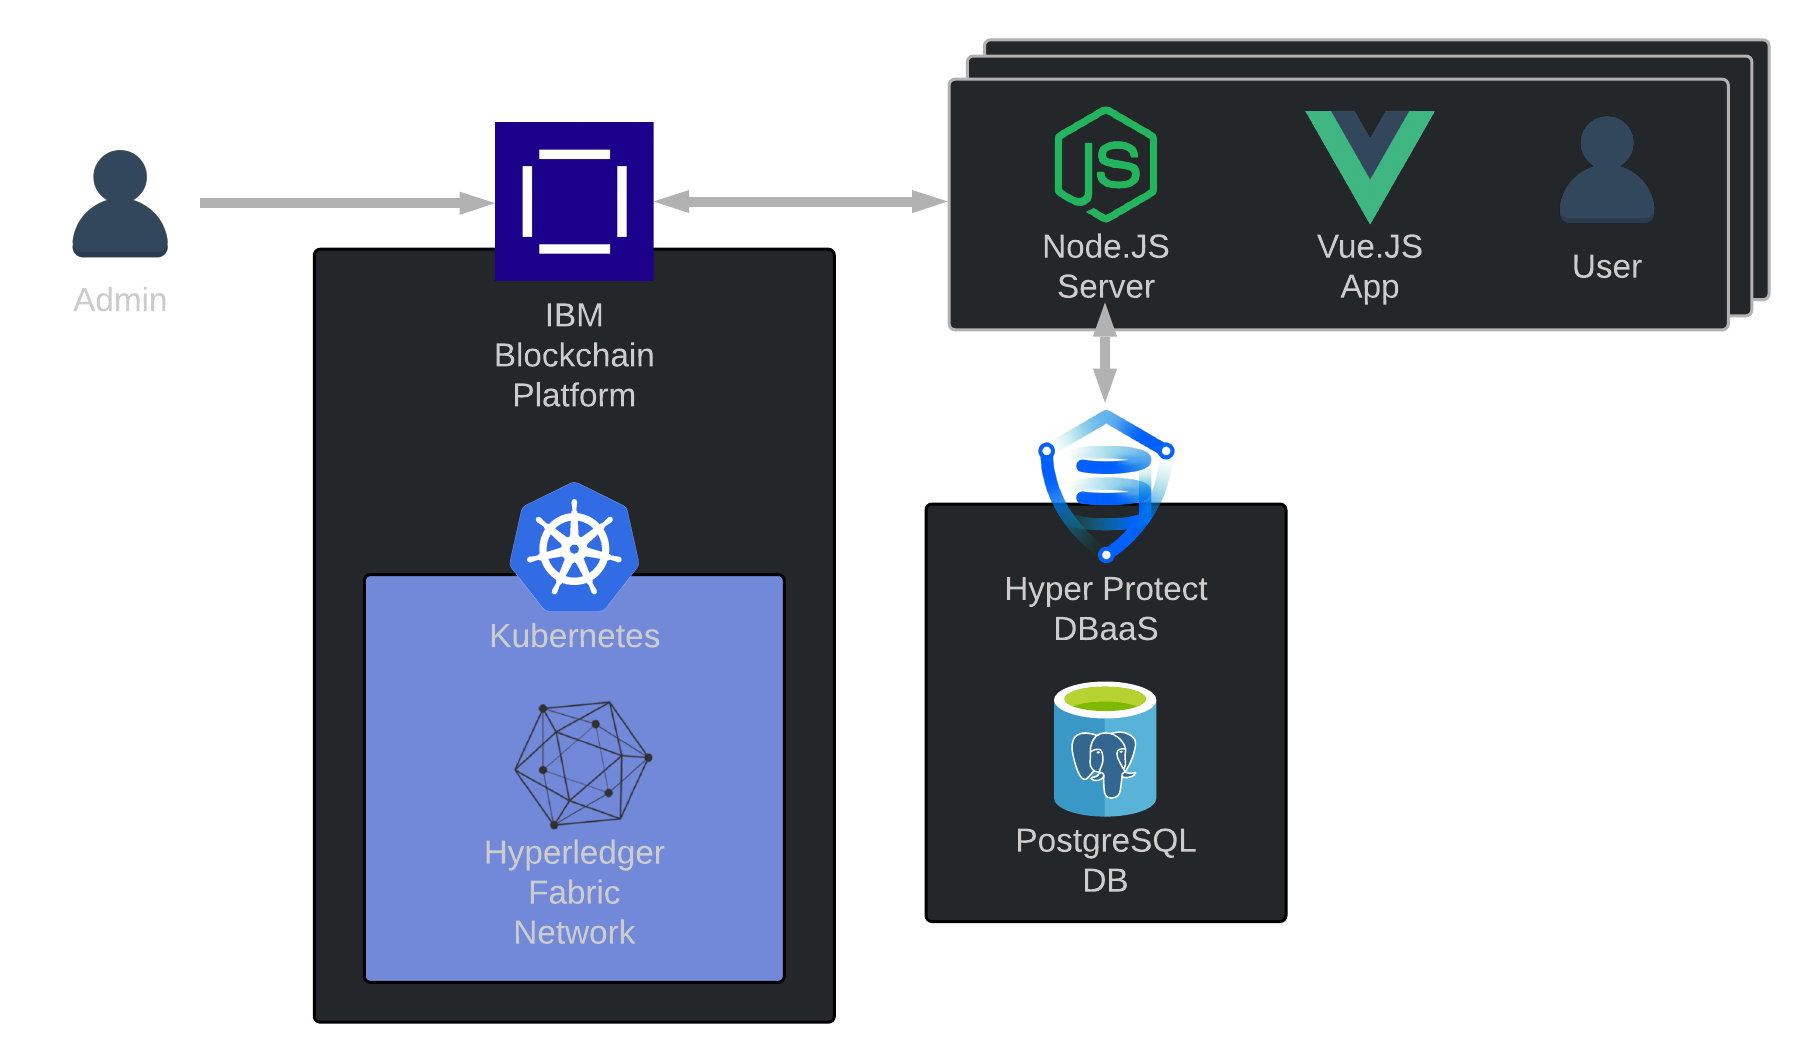 Admin
IBM
Blockchain
Platform
Kubernetes
Hyperledger
Fabric
Network
JS
Node.JS
Server
Vue.JS
App
User
Hyper Protect
DBaaS
PostgreSQL
DB